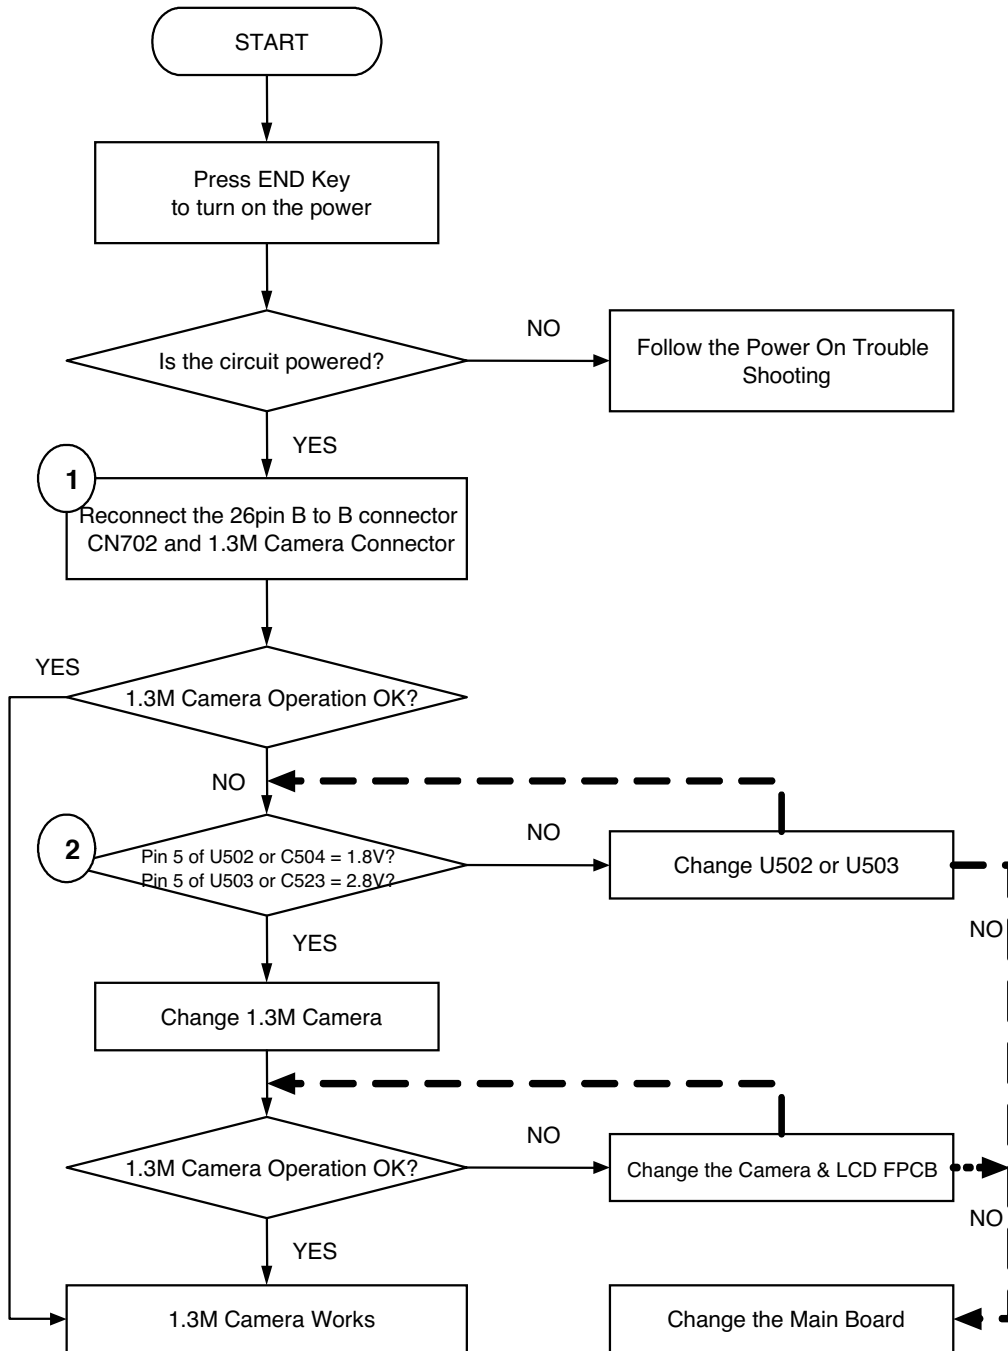 START
Press END Key
to turn on the power
Is the circuit powered?
NO
Follow the Power On Trouble
Shooting
YES
1
Reconnect the 26pin B to B connector
CN702 and 1.3M Camera Connector
YES
1.3M Camera Operation OK?
NO
2
Pin 5 of U502 or C504 = 1.8V?
Pin 5 of U503 or C523 = 2.8V?
NO
Change U502 or U503
NO
YES
Change 1.3M Camera
1.3M Camera Operation OK?
NO
Change the Camera & LCD FPCB
NO
YES
1.3M Camera Works
Change the Main Board